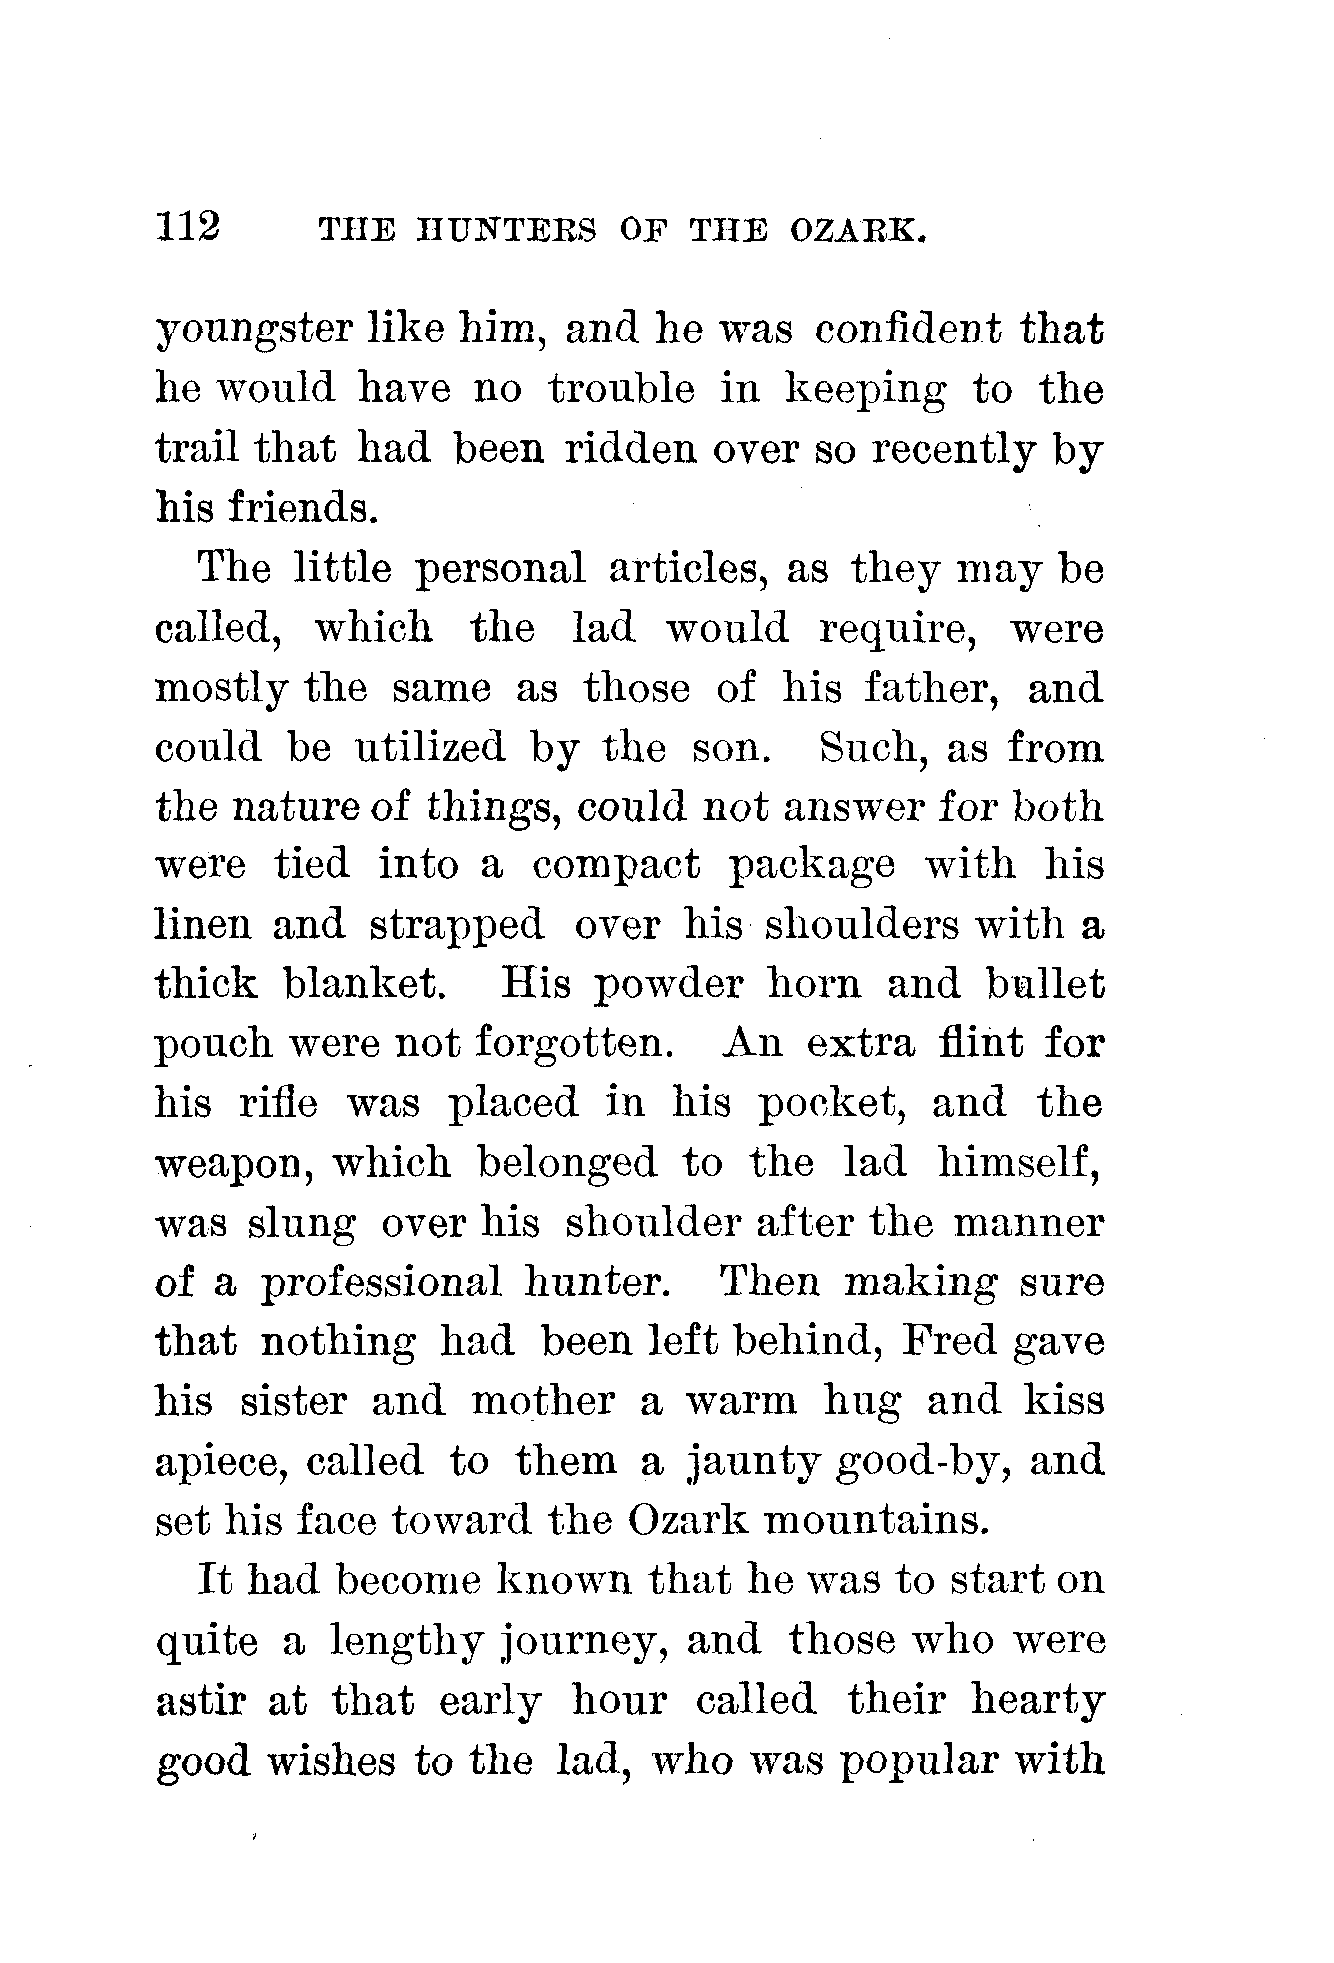 112 THE HUNTERS OF THE OZARK.
youngster like him, and he was confident that
he would have no trouble in keeping to the
trail that had been ridden over so recently by
his friends.
The little personal articles, as they may be
called, which the lad would require, were
mostly the same as those of his father, and
could be utilized by the son. Such, as from
the nature of things, could not answer for both
were tied into a compact package with his
linen and strapped over his shoulders with a
thick blanket. His powder horn and bullet
pouch were not forgotten. An extra flint for
his rifle was placed in his pocket, and the
weapon, which belonged to the lad himself,
was slung over his shoulder after the manner
of a professional hunter. Then making sure
that nothing had been left behind, Fred gave
his sister and mother a warm hug and kiss
apiece, called to them a jaunty good-by, and
set his face toward the Ozark mountains.
It had become known that he was to start on
quite a lengthy journey, and those who were
astir at that early hour called their hearty
good wishes to the lad, who was popular with